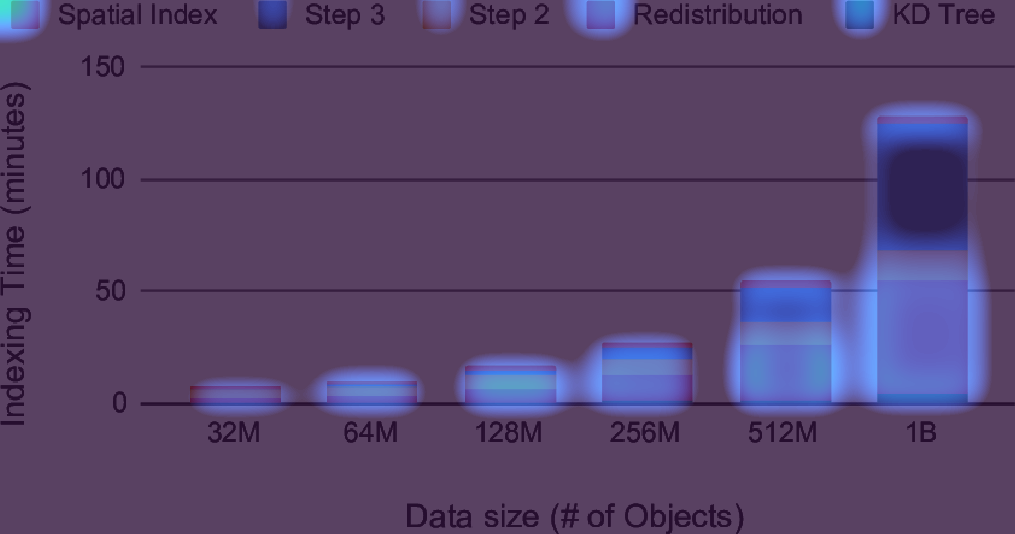 Spatial Index Step 3 Step 2 Redistribution KD Tree
150
100
50
0
Indexing Time (minutes)
32M 64M 128M 256M 512M 1B
Data size (# of Objects)